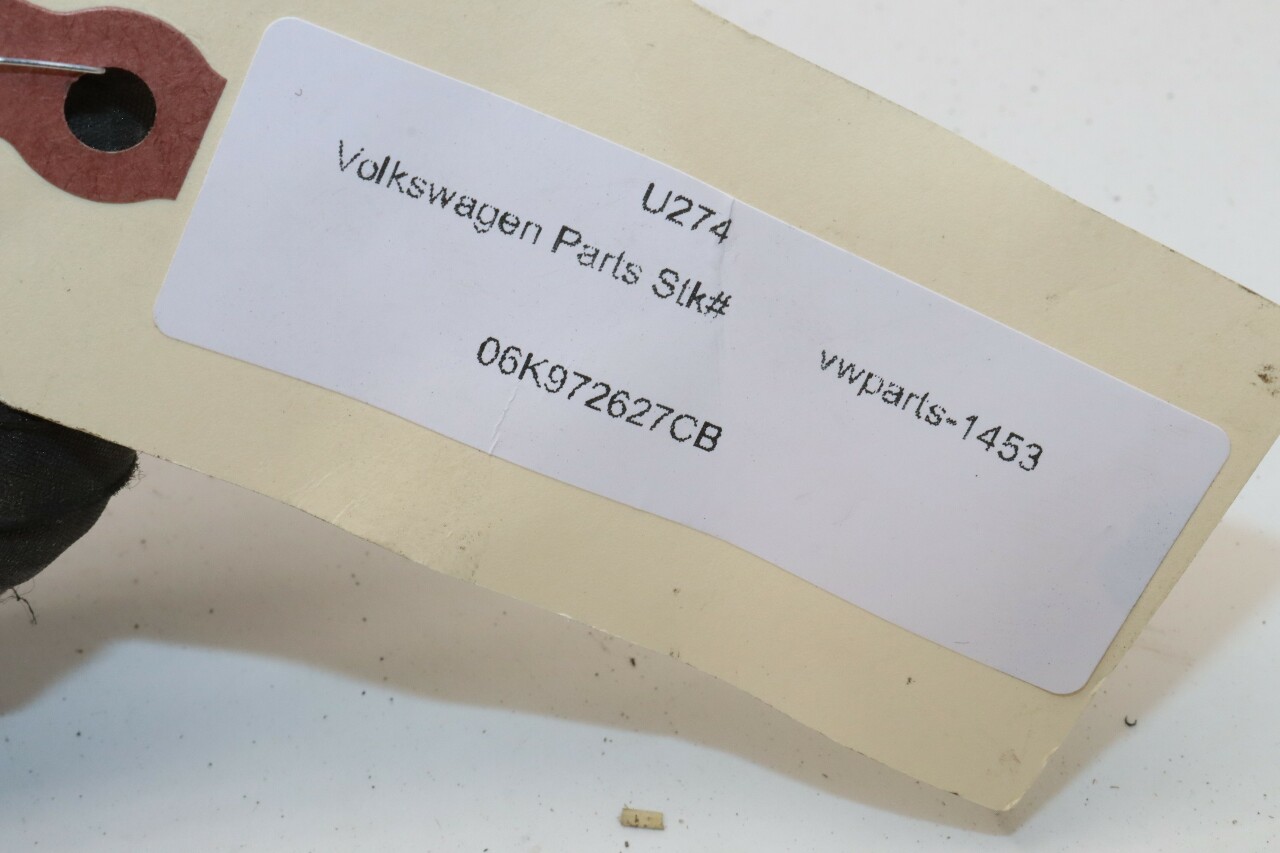 U274
Volkswagen Parts Stk# vwparts-1453
06K972627CB